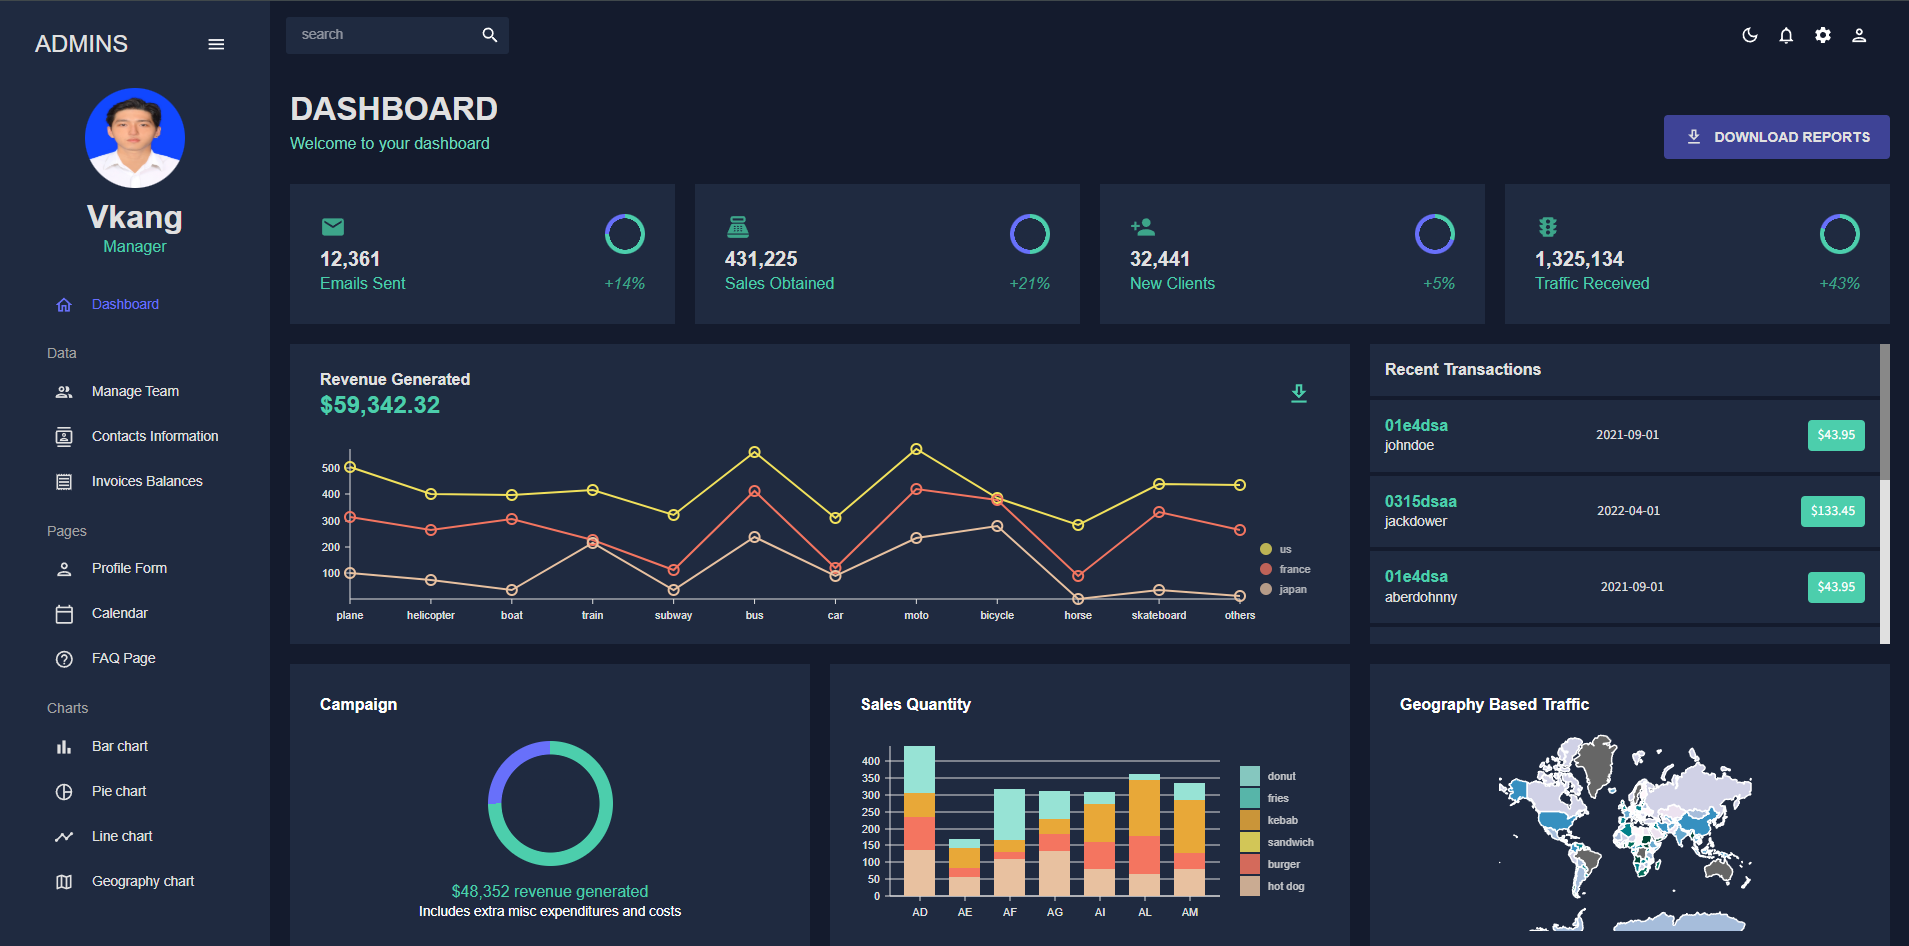 ADMINS
Vkang
Manager
Dashboard
Data
Manage Team
Contacts Information
Invoices Balances
Pages
Profile Form
Calendar
FAQ Page
Charts
Bar chart
Pie chart
Line chart
Geography chart
search
DASHBOARD
Welcome to your dashboard
DOWNLOAD REPORTS
12,361
Emails Sent
+14%
431,225
Sales Obtained
+21%
32,441
New Clients
+5%
1,325,134
Traffic Received
+43%
Revenue Generated
$59,342.32
500
400
300
200
100
plane helicopter boat train subway bus car moto bicycle horse skateboard others
us
france
japan
Recent Transactions
01e4dsa
johndoe
2021-09-01
$43.95
0315dsaa
jackdower
2022-04-01
$133.45
01e4dsa
aberdohnny
2021-09-01
$43.95
Campaign
$48,352 revenue generated
Includes extra misc expenditures and costs
Sales Quantity
400
350
300
250
200
150
100
50
0
AD AE AF AG AI AL AM
donut
fries
kebab
sandwich
burger
hot dog
Geography Based Traffic